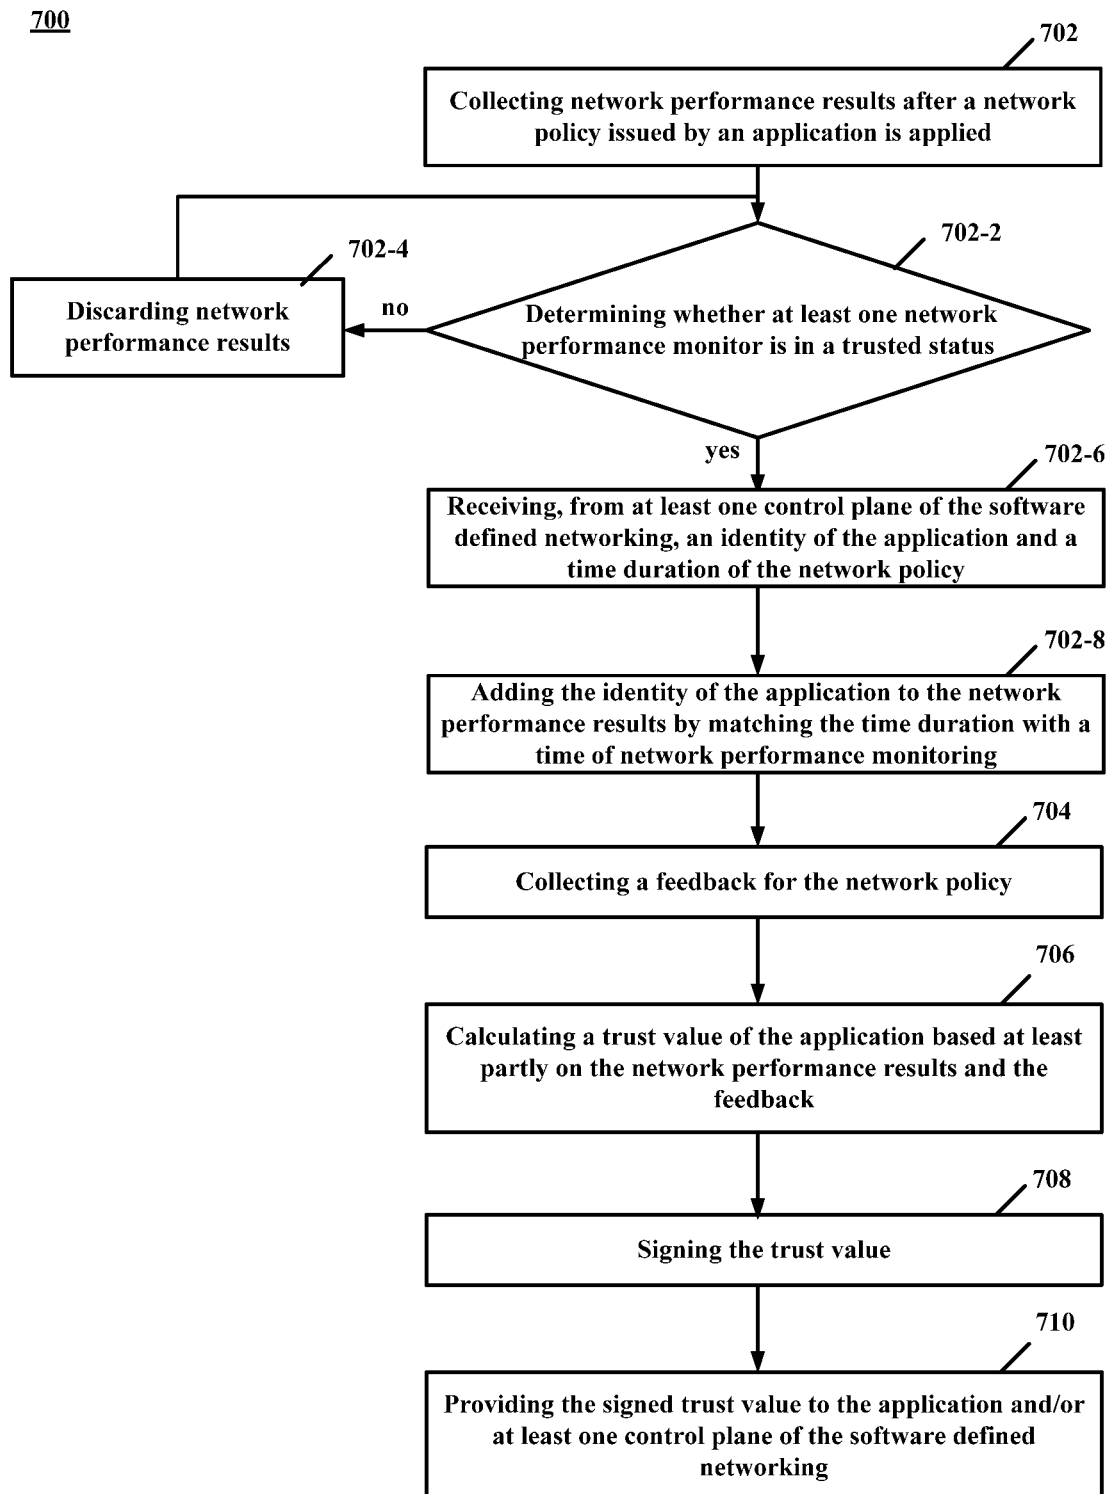 700
702
Collecting network performance results after a network
policy issued by an application is applied
702-2
702-4
Discarding network
performance results
no
Determining whether at least one network
performance monitor is in a trusted status
yes
702-6
Receiving, from at least one control plane of the software
defined networking, an identity of the application and a
time duration of the network policy
702-8
Adding the identity of the application to the network
performance results by matching the time duration with a
time of network performance monitoring
704
Collecting a feedback for the network policy
706
Calculating a trust value of the application based at least
partly on the network performance results and the
feedback
708
Signing the trust value
710
Providing the signed trust value to the application and/or
at least one control plane of the software defined
networking